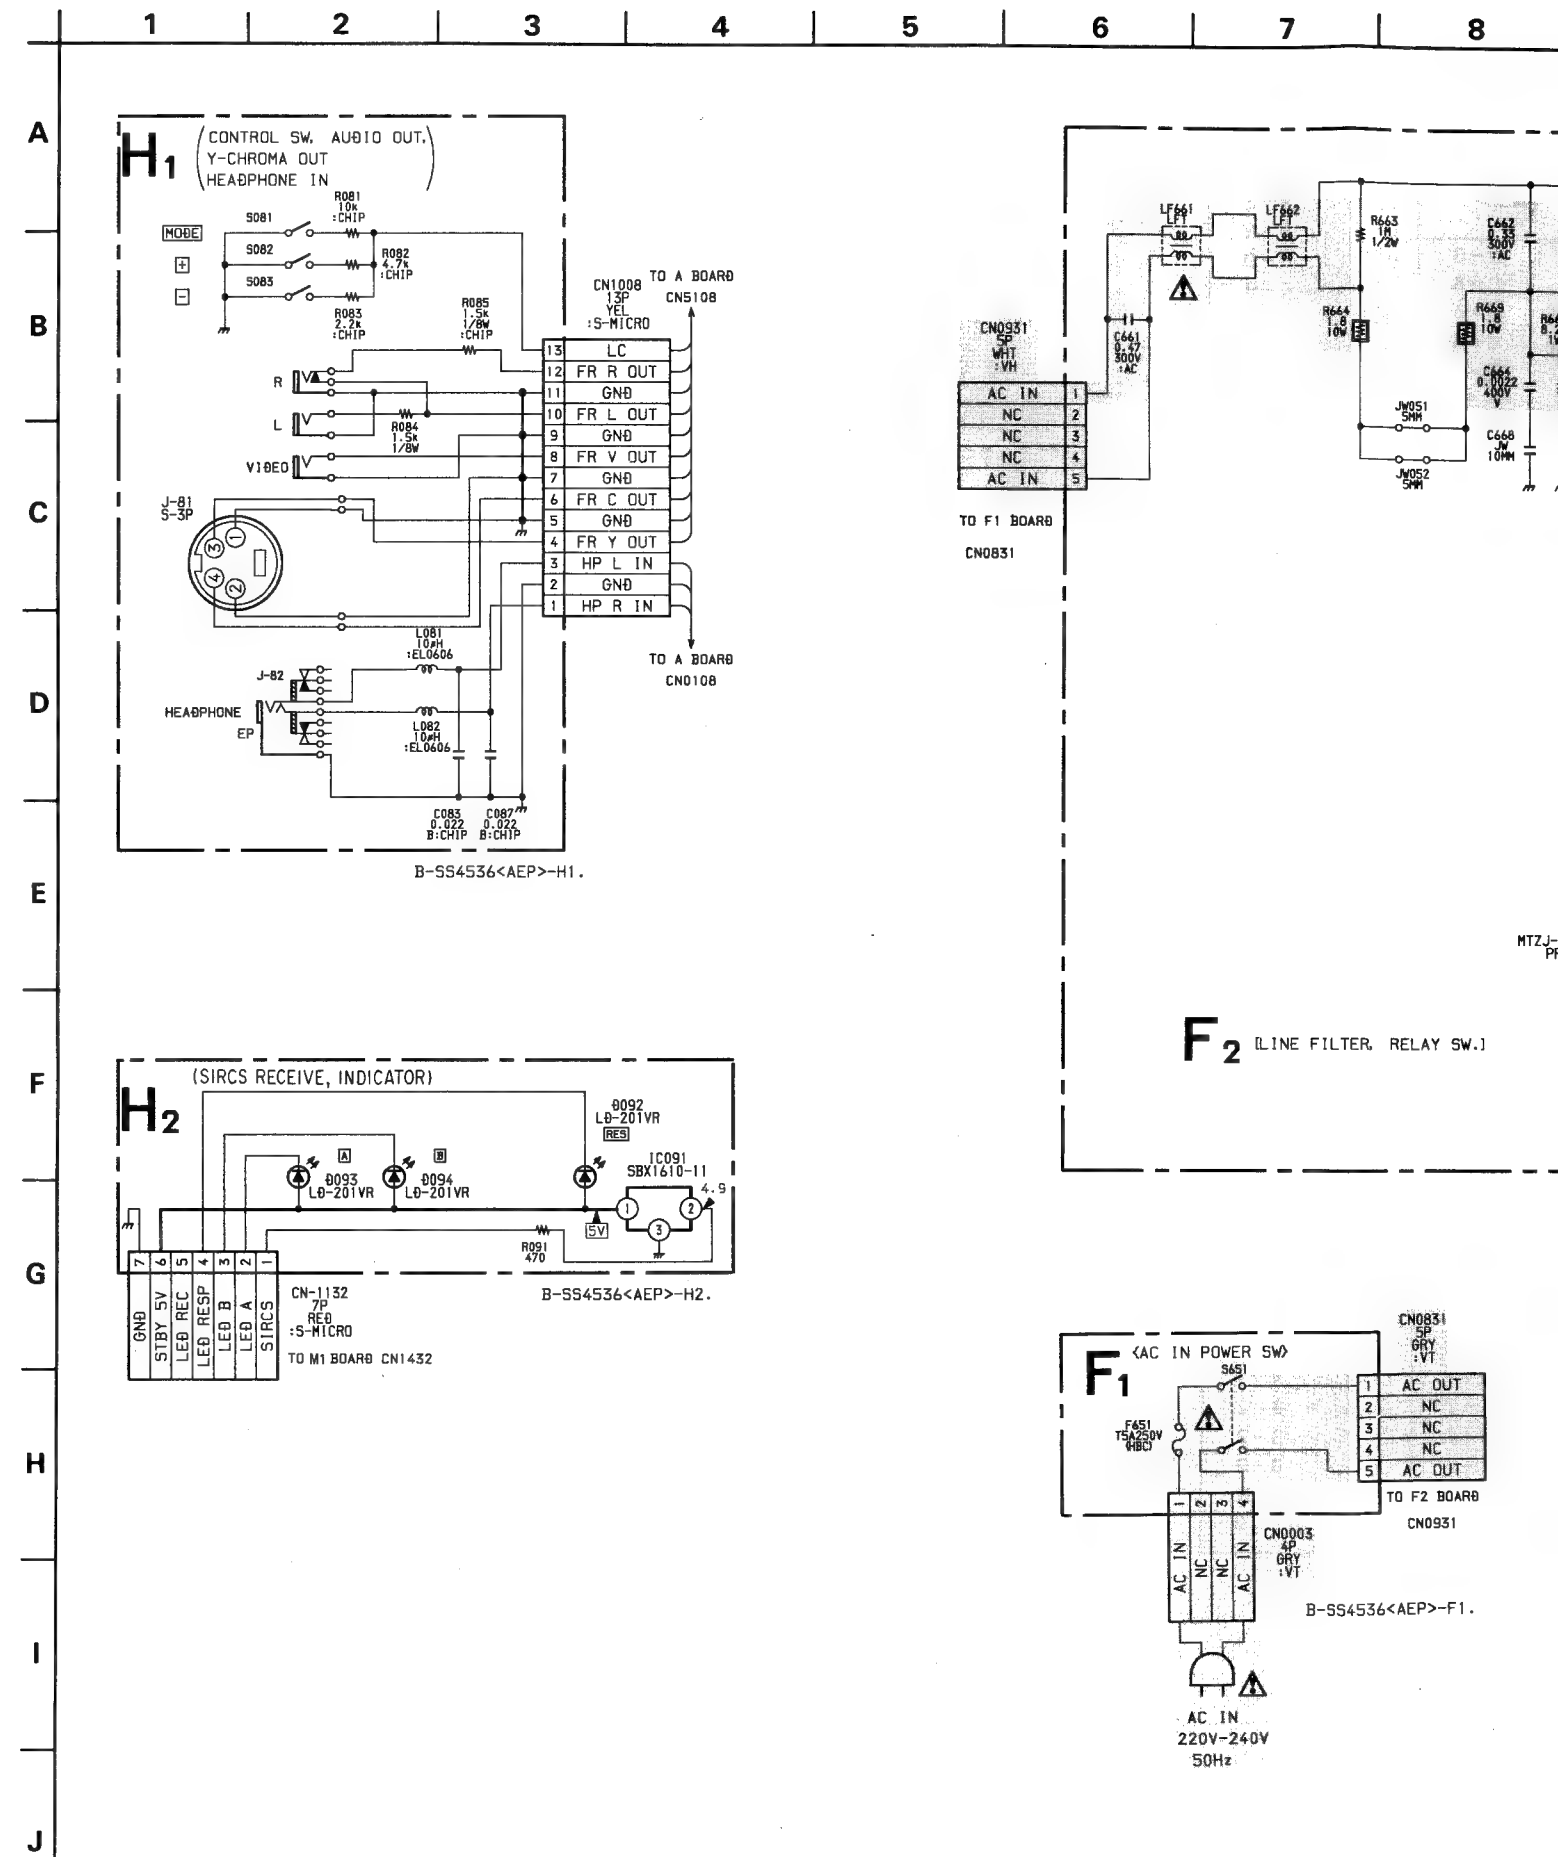 1 2 3 4 5 6 7 8
A
B
C
D
E
F
G
H
I
J
H1
(CONTROL SW, AUDIO OUT,
Y-CHROMA OUT
HEADPHONE IN)
MODE
+
-
S081
S082
S083
R081
10k
:CHIP
R082
4.7k
:CHIP
R083
2.2k
:CHIP
R085
1.5k
1/8W
:CHIP
R
L
R084
1.5k
1/8W
VIDEO
J-81
S-3P
3 1
4 2
CN1008
13P
YEL
:S-MICRO
TO A BOARD
CN5108
13 LC
12 FR R OUT
11 GND
10 FR L OUT
9 GND
8 FR V OUT
7 GND
6 FR C OUT
5 GND
4 FR Y OUT
3 HP L IN
2 GND
1 HP R IN
TO A BOARD
CN0108
L081
10µH
:EL0606
J-82
HEADPHONE
EP
L082
10µH
:EL0606
C083
0.022
B:CHIP
C087
0.022
B:CHIP
B-SS4536<AEP>-H1.
H2
(SIRCS RECEIVE, INDICATOR)
D092
LD-201VR
RES
A
D093
LD-201VR
B
D094
LD-201VR
IC091
SBX1610-11
4.9
1 2
3
5V
R091
470
7 GND
6 STBY 5V
5 LED REC
4 LED RESP
3 LED B
2 LED A
1 SIRCS
CN-1132
7P
RED
:S-MICRO
TO M1 BOARD CN1432
B-SS4536<AEP>-H2.
LF661
LFT
LF662
LFT
R663
1M
1/2W
C662
0.33
300V
:AC
C661
0.47
300V
:AC
R664
1.8
10W
R669
1.8
10W
C664
0.0022
400V
C668
JW
10MM
JW051
5MM
JW052
5MM
CN0931
5P
WHT
:VH
AC IN 1
NC 2
NC 3
NC 4
AC IN 5
TO F1 BOARD
CN0831
MTZJ-
F2 [LINE FILTER, RELAY SW.]
F1
<AC IN POWER SW>
S651
F651
T5A250V
(HBC)
CN0831
5P
GRY
:VT
1 AC OUT
2 NC
3 NC
4 NC
5 AC OUT
TO F2 BOARD
CN0931
1 AC IN
2 NC
3 NC
4 AC IN
CN0003
4P
GRY
:VT
B-SS4536<AEP>-F1.
AC IN
220V-240V
50Hz